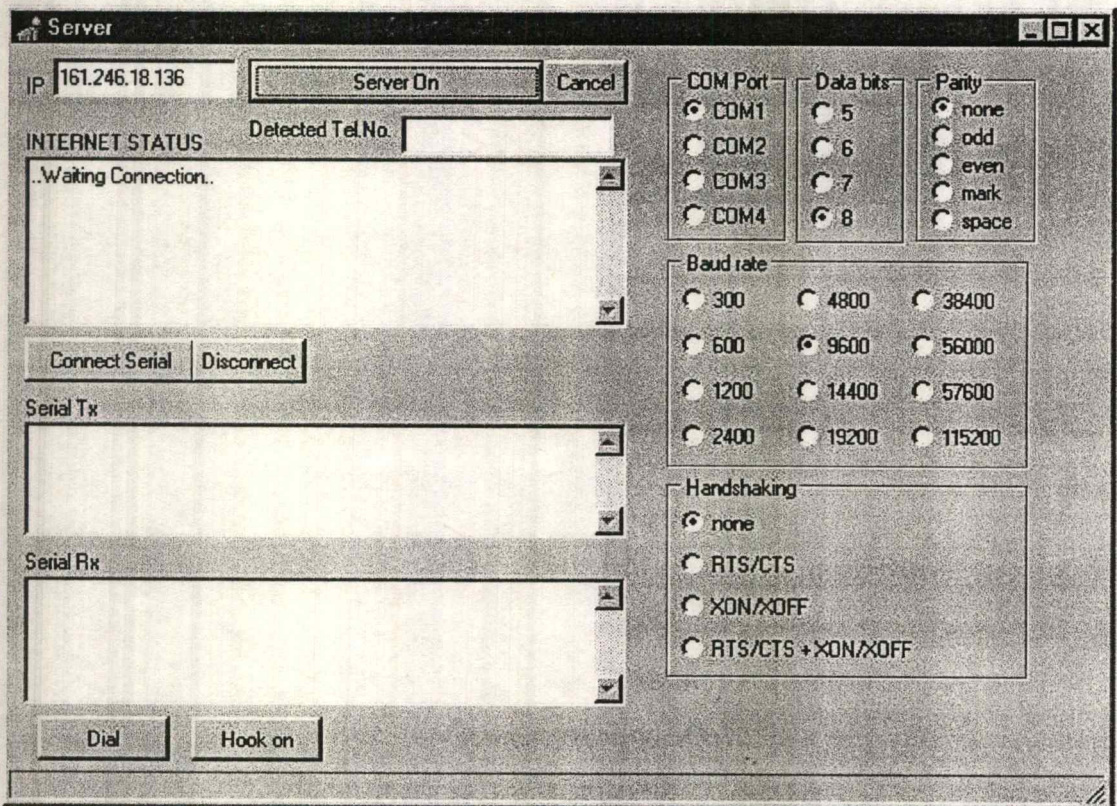 Server
IP 161.246.18.136 Server On Cancel
Detected Tel.No.
INTERNET STATUS
..Waiting Connection..
Connect Serial Disconnect
Serial Tx
Serial Rx
Dial Hook on
COM Port
COM1
COM2
COM3
COM4
Data bits
5
6
7
8
Parity
none
odd
even
mark
space
Baud rate
300 4800 38400
600 9600 56000
1200 14400 57600
2400 19200 115200
Handshaking
none
RTS/CTS
XON/XOFF
RTS/CTS +XON/XOFF